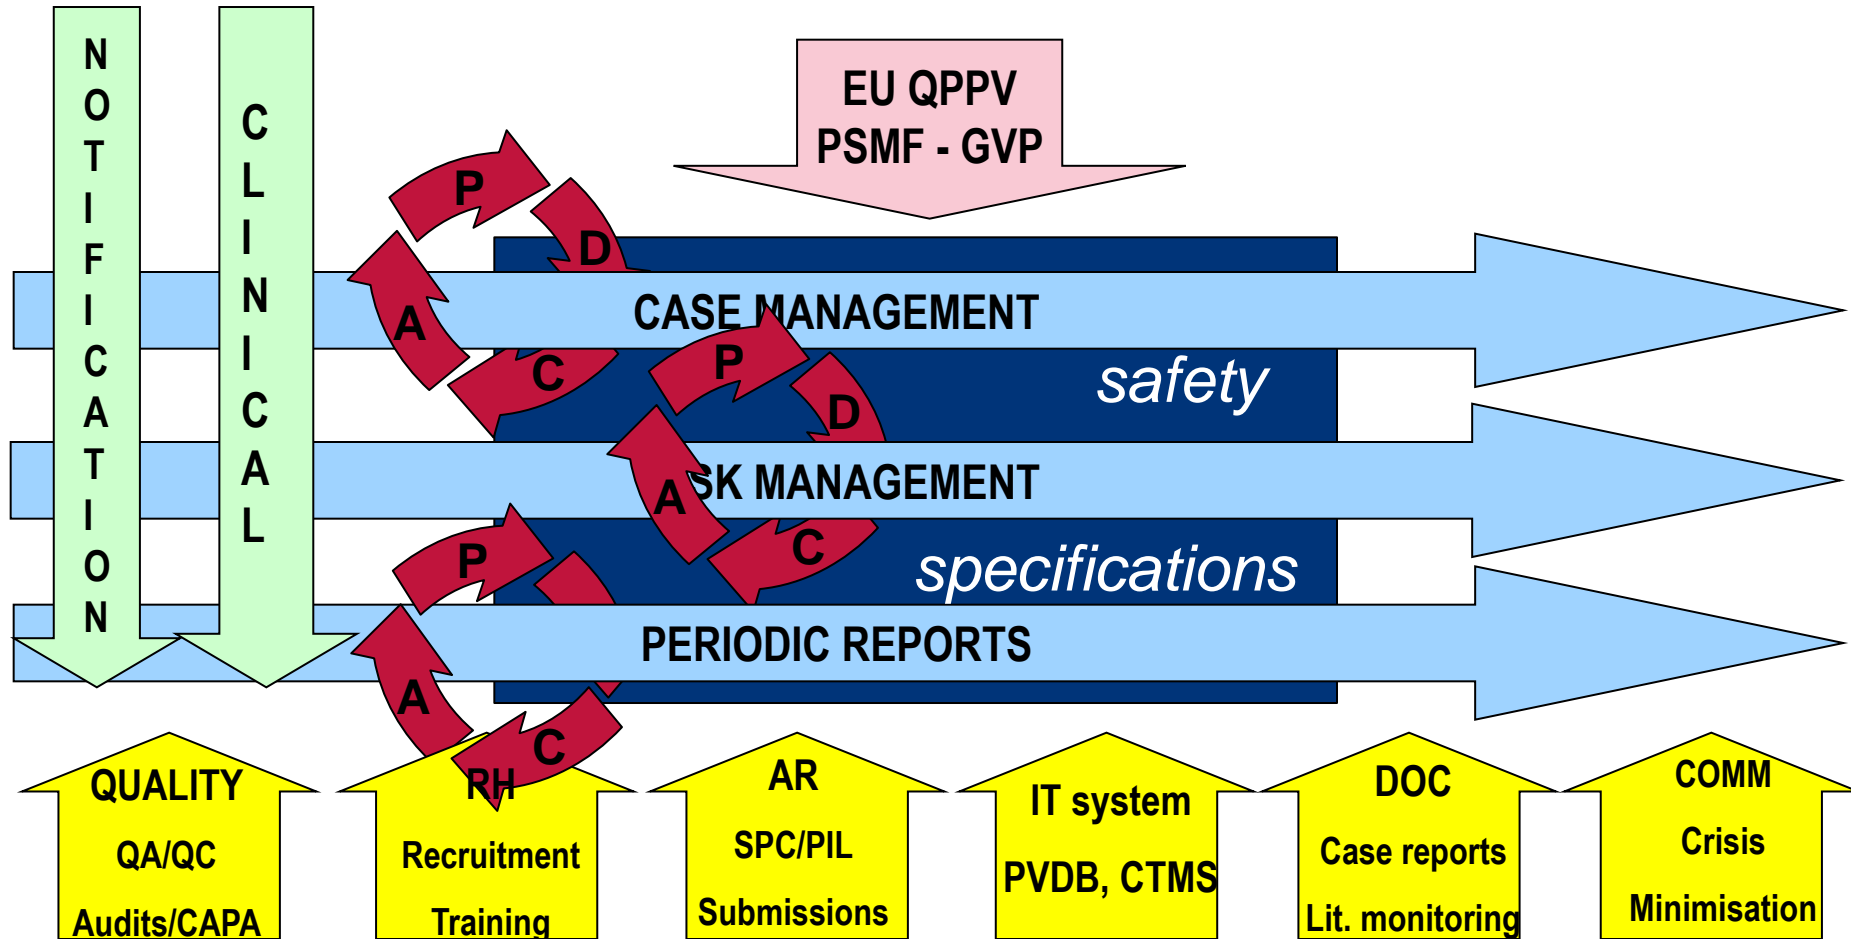 NOTIFICATION
CLINICAL
EU QPPV
PSMF - GVP
P
D
C
A
CASE MANAGEMENT
safety
P
D
C
A
SK MANAGEMENT
specifications
P
C
A
PERIODIC REPORTS
QUALITY
QA/QC
Audits/CAPA
RH
Recruitment
Training
AR
SPC/PIL
Submissions
IT system
PVDB, CTMS
DOC
Case reports
Lit. monitoring
COMM
Crisis
Minimisation